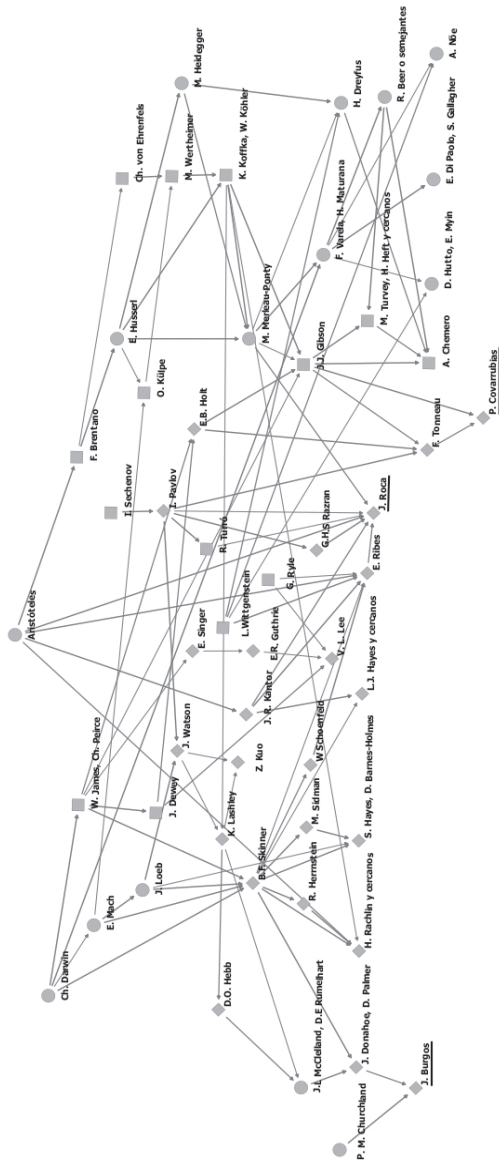 Aristóteles
Ch. Darwin
W. James, Ch. Peirce
F. Brentano
E. Mach
I. Sechenov
E. Husserl
Ch. von Ehrenfels
J. Loeb
O. Külpe
J. Dewey
I. Pavlov
J. Watson
M. Wertheimer
M. Heidegger
E. Singer
E.B. Holt
R. Turró
D.O. Hebb
K. Lashley
L.Wittgenstein
K. Koffka, W. Köhler
Z. Kuo
B.F. Skinner
J. R. Kantor
E.R. Guthrie
M. Merleau-Ponty
G. Ryle
J.L McClelland, D.E Rumelhart
R. Herrnstein
M. Sidman
W Schoenfeld
G.H.S Razran
J.J. Gibson
V. L. Lee
F. Varela, H. Maturana
H. Dreyfus
P. M. Churchland
J. Donahoe, D. Palmer
H. Rachlin y cercanos
S. Hayes, D. Barnes-Holmes
L.J. Hayes y cercanos
E. Ribes
J. Roca
M. Turvey, H. Heft y cercanos
R. Beer o semejantes
J. Burgos
F. Tonneau
A. Chemero
D. Hutto, E. Myin
E. Di Paolo, S. Gallagher
A. Nöe
P. Covarrubias